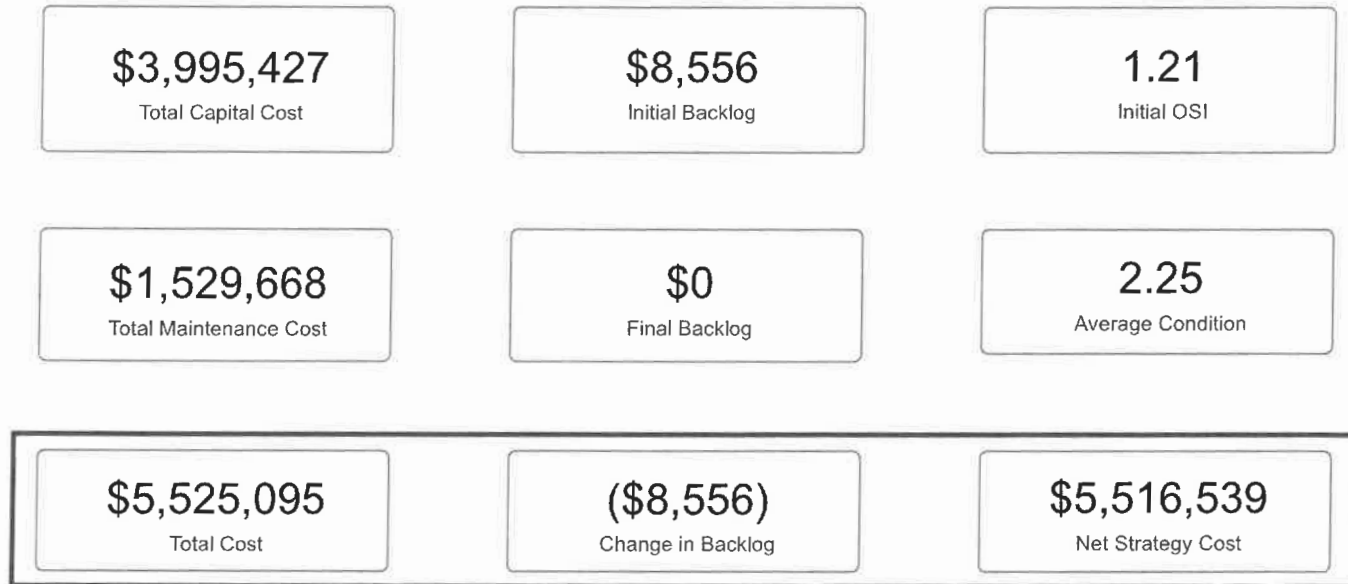 $3,995,427
Total Capital Cost
$8,556
Initial Backlog
1.21
Initial OSI
$1,529,668
Total Maintenance Cost
$0
Final Backlog
2.25
Average Condition
$5,525,095
Total Cost
($8,556)
Change in Backlog
$5,516,539
Net Strategy Cost